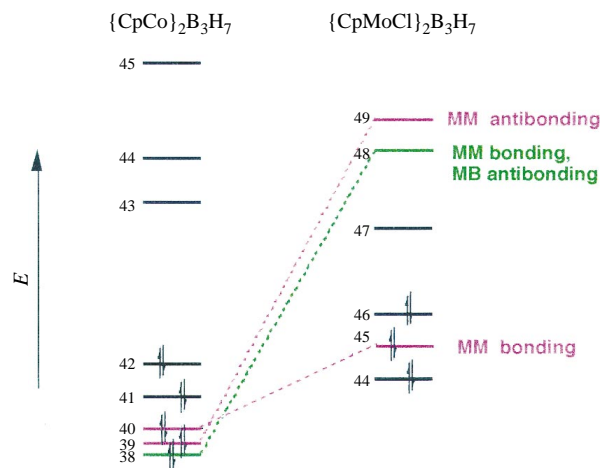 {CpCo}₂B₃H₇
{CpMoCl}₂B₃H₇
45
44
43
42
41
40
39
38
E
49
48
47
46
45
44
MM antibonding
MM bonding,
MB antibonding
MM bonding